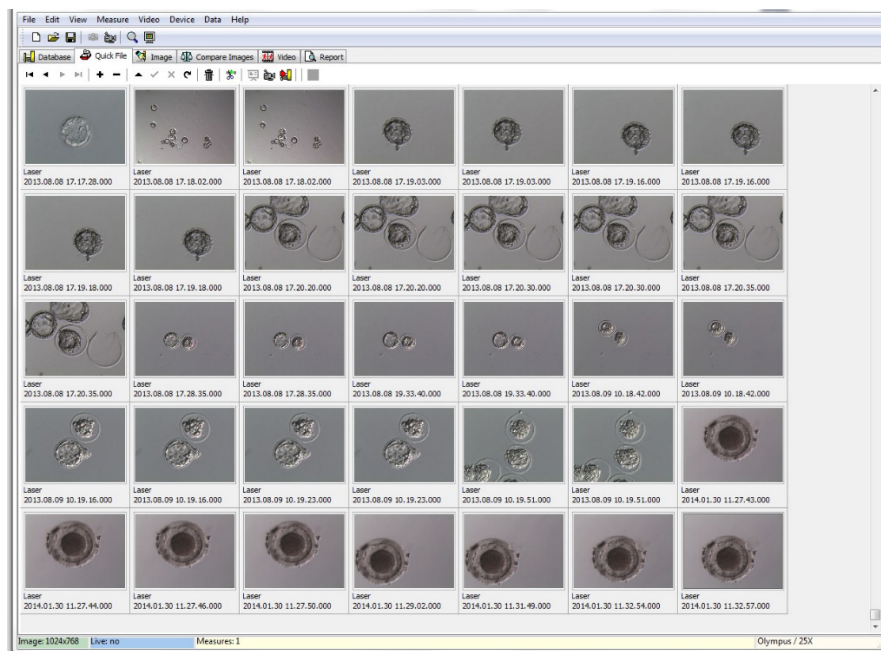 File Edit View Measure Video Device Data Help
Database Quick File Image Compare Images Video Report
Laser Laser Laser Laser Laser Laser Laser
2013.08.08 17.17.28.000 2013.08.08 17.18.02.000 2013.08.08 17.18.02.000 2013.08.08 17.19.03.000 2013.08.08 17.19.03.000 2013.08.08 17.19.16.000 2013.08.08 17.19.16.000
Laser Laser Laser Laser Laser Laser Laser
2013.08.08 17.19.18.000 2013.08.08 17.19.18.000 2013.08.08 17.20.20.000 2013.08.08 17.20.20.000 2013.08.08 17.20.30.000 2013.08.08 17.20.30.000 2013.08.08 17.20.35.000
Laser Laser Laser Laser Laser Laser Laser
2013.08.08 17.20.35.000 2013.08.08 17.28.35.000 2013.08.08 17.28.35.000 2013.08.08 19.33.40.000 2013.08.08 19.33.40.000 2013.08.09 10.18.42.000 2013.08.09 10.18.42.000
Laser Laser Laser Laser Laser Laser Laser
2013.08.09 10.19.16.000 2013.08.09 10.19.16.000 2013.08.09 10.19.23.000 2013.08.09 10.19.23.000 2013.08.09 10.19.51.000 2013.08.09 10.19.51.000 2014.01.30 11.27.43.000
Laser Laser Laser Laser Laser Laser Laser
2014.01.30 11.27.44.000 2014.01.30 11.27.46.000 2014.01.30 11.27.50.000 2014.01.30 11.29.02.000 2014.01.30 11.31.49.000 2014.01.30 11.32.54.000 2014.01.30 11.32.57.000
Image: 1024x768 Live: no Measures: 1 Olympus / 25X